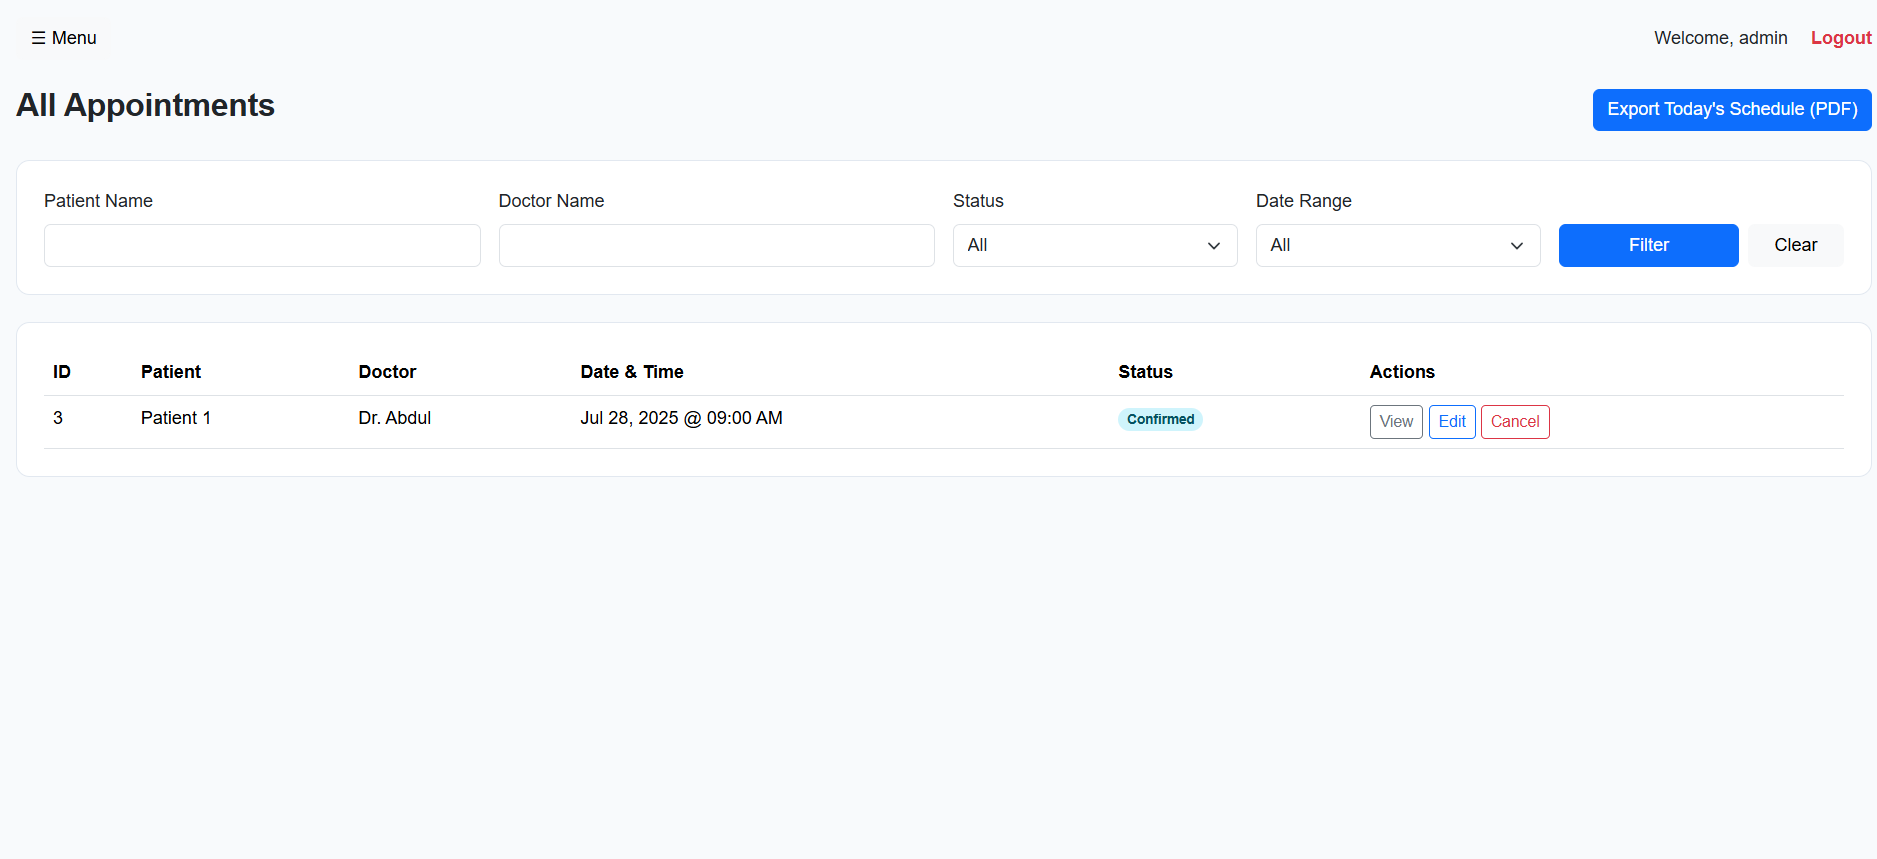 ☰ Menu
Welcome, admin
Logout
All Appointments
Export Today's Schedule (PDF)
Patient Name
Doctor Name
Status
Date Range
All
All
Filter
Clear
ID Patient Doctor Date & Time Status Actions
3 Patient 1 Dr. Abdul Jul 28, 2025 @ 09:00 AM Confirmed View Edit Cancel